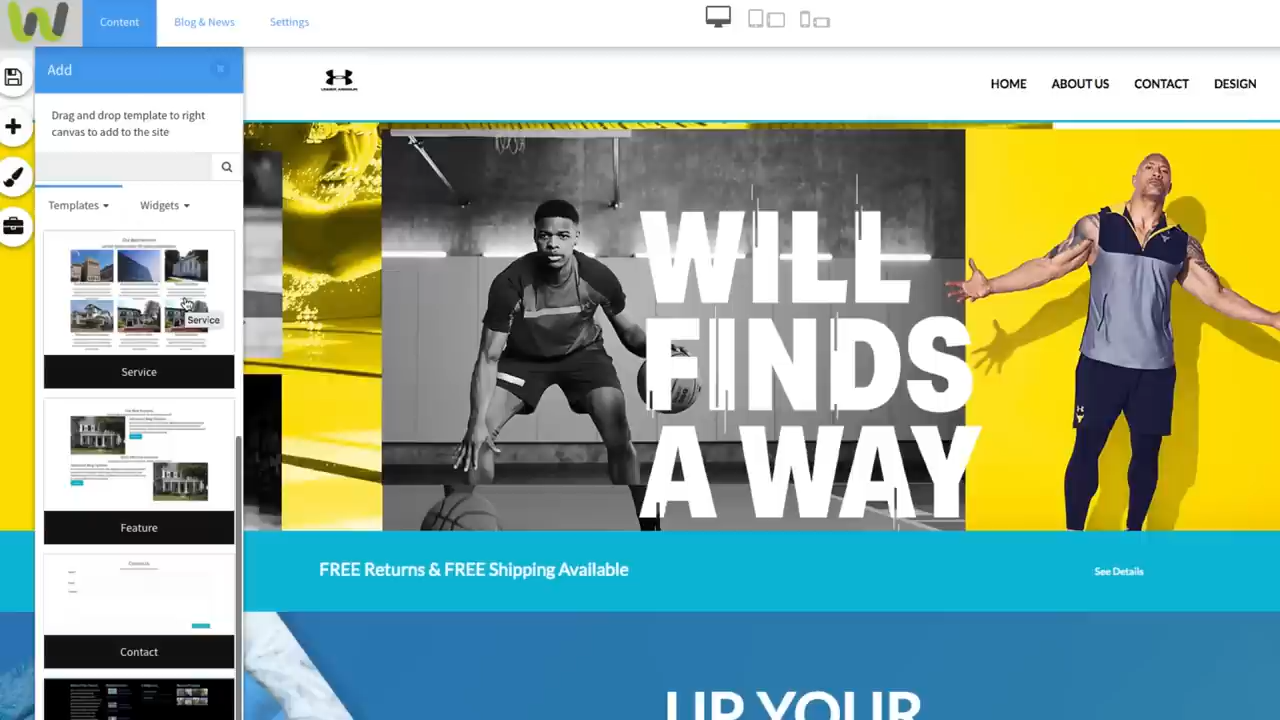 Content
Blog & News
Settings
Add
Drag and drop template to right
canvas to add to the site
Templates
Widgets
Service
Service
Feature
Contact
UNDER ARMOUR
HOME
ABOUT US
CONTACT
DESIGN
WILL
FINDS
A WAY
FREE Returns & FREE Shipping Available
See Details
UP YOUR